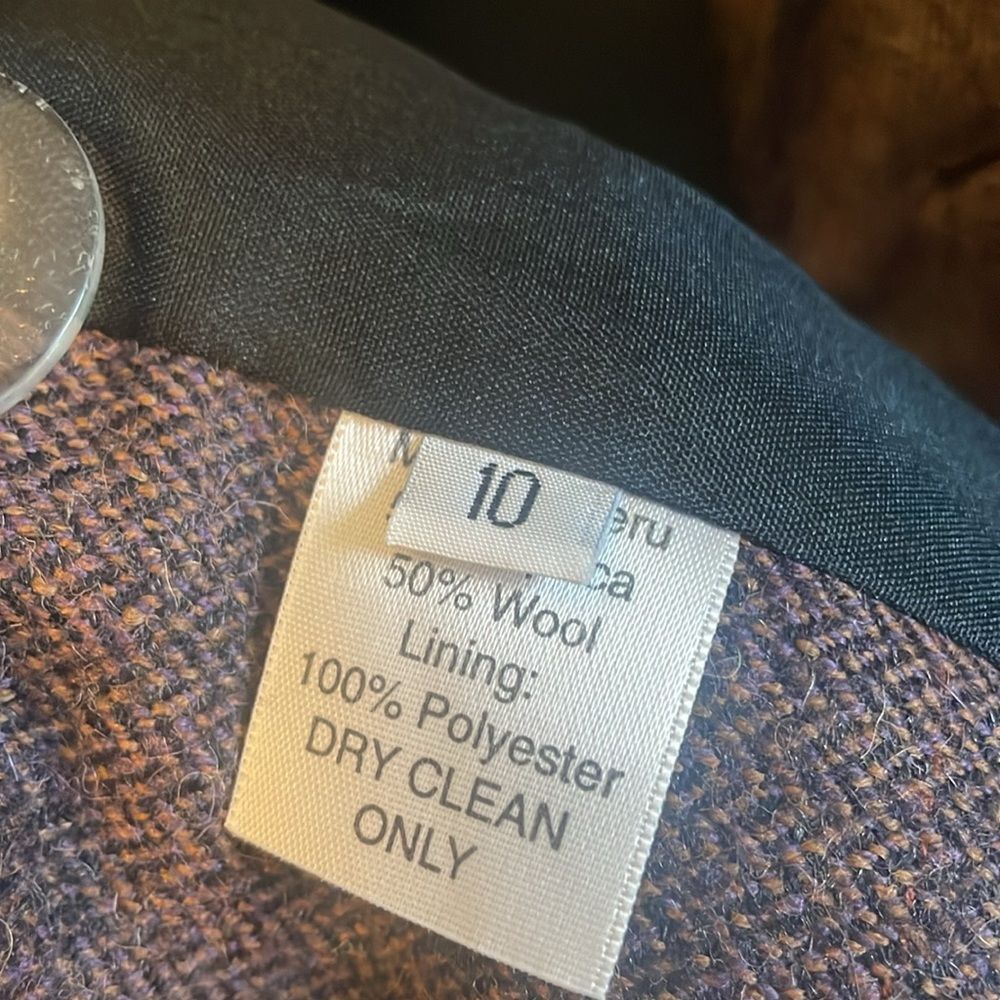 10
50% Wool
Lining:
100% Polyester
DRY CLEAN
ONLY